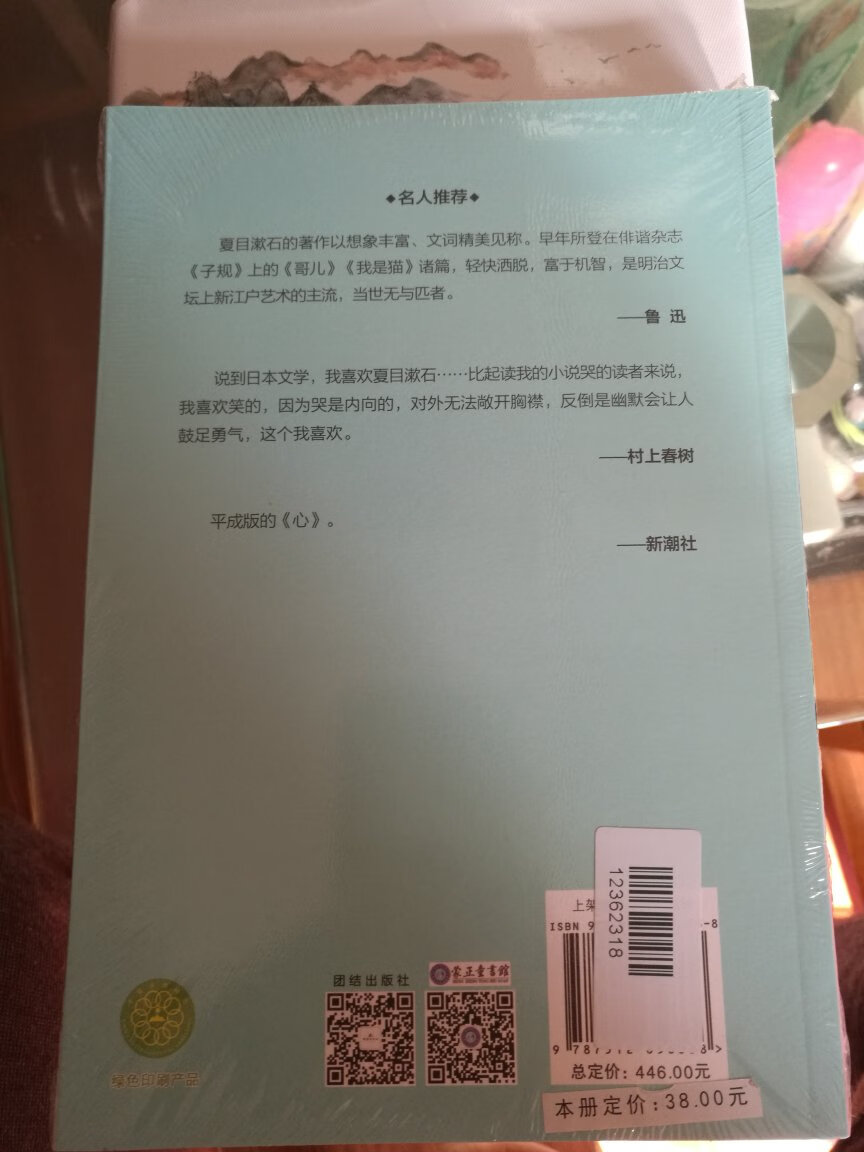 ◆名人推荐◆
夏目漱石的著作以想象丰富、文词精美见称。早年所登在俳谐杂志
《子规》上的《哥儿》《我是猫》诸篇，轻快洒脱，富于机智，是明治文
坛上新江户艺术的主流，当世无与匹者。
——鲁 迅
说到日本文学，我喜欢夏目漱石……比起读我的小说哭的读者来说，
我喜欢笑的，因为哭是内向的，对外无法敞开胸襟，反倒是幽默会让人
鼓足勇气，这个我喜欢。
——村上春树
平成版的《心》。
——新潮社
12362318
上架
ISBN 9
-8
总定价：446.00元
本册定价：38.00元
团结出版社
蒙正童書館
绿色印刷产品